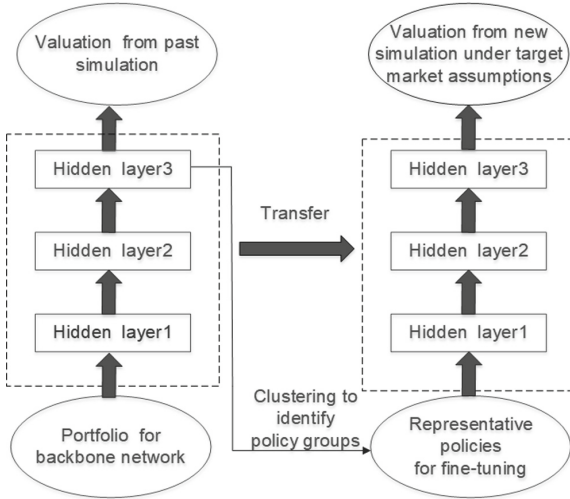 Valuation from past
simulation
Hidden layer3
Hidden layer2
Hidden layer1
Portfolio for
backbone network
Transfer
Clustering to
identify
policy groups
Valuation from new
simulation under target
market assumptions
Hidden layer3
Hidden layer2
Hidden layer1
Representative
policies
for fine-tuning